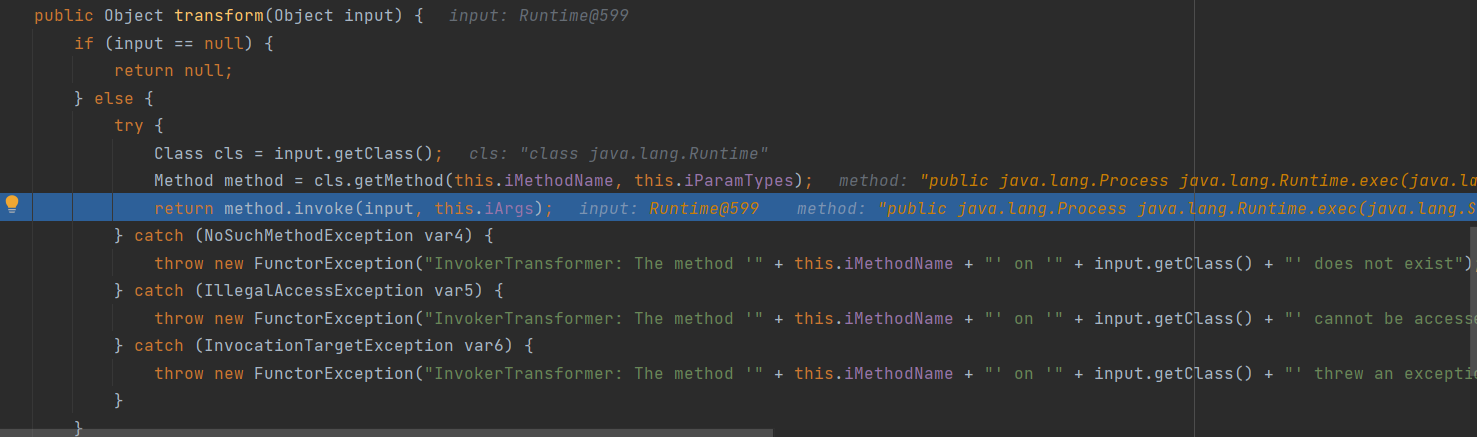 public Object transform(Object input) {   input: Runtime@599
    if (input == null) {
        return null;
    } else {
        try {
            Class cls = input.getClass();   cls: "class java.lang.Runtime"
            Method method = cls.getMethod(this.iMethodName, this.iParamTypes);   method: "public java.lang.Process java.lang.Runtime.exec(java.la
            return method.invoke(input, this.iArgs);   input: Runtime@599    method: "public java.lang.Process java.lang.Runtime.exec(java.lang.S
        } catch (NoSuchMethodException var4) {
            throw new FunctorException("InvokerTransformer: The method '" + this.iMethodName + "' on '" + input.getClass() + "' does not exist");
        } catch (IllegalAccessException var5) {
            throw new FunctorException("InvokerTransformer: The method '" + this.iMethodName + "' on '" + input.getClass() + "' cannot be accesse
        } catch (InvocationTargetException var6) {
            throw new FunctorException("InvokerTransformer: The method '" + this.iMethodName + "' on '" + input.getClass() + "' threw an excepti
        }
    }